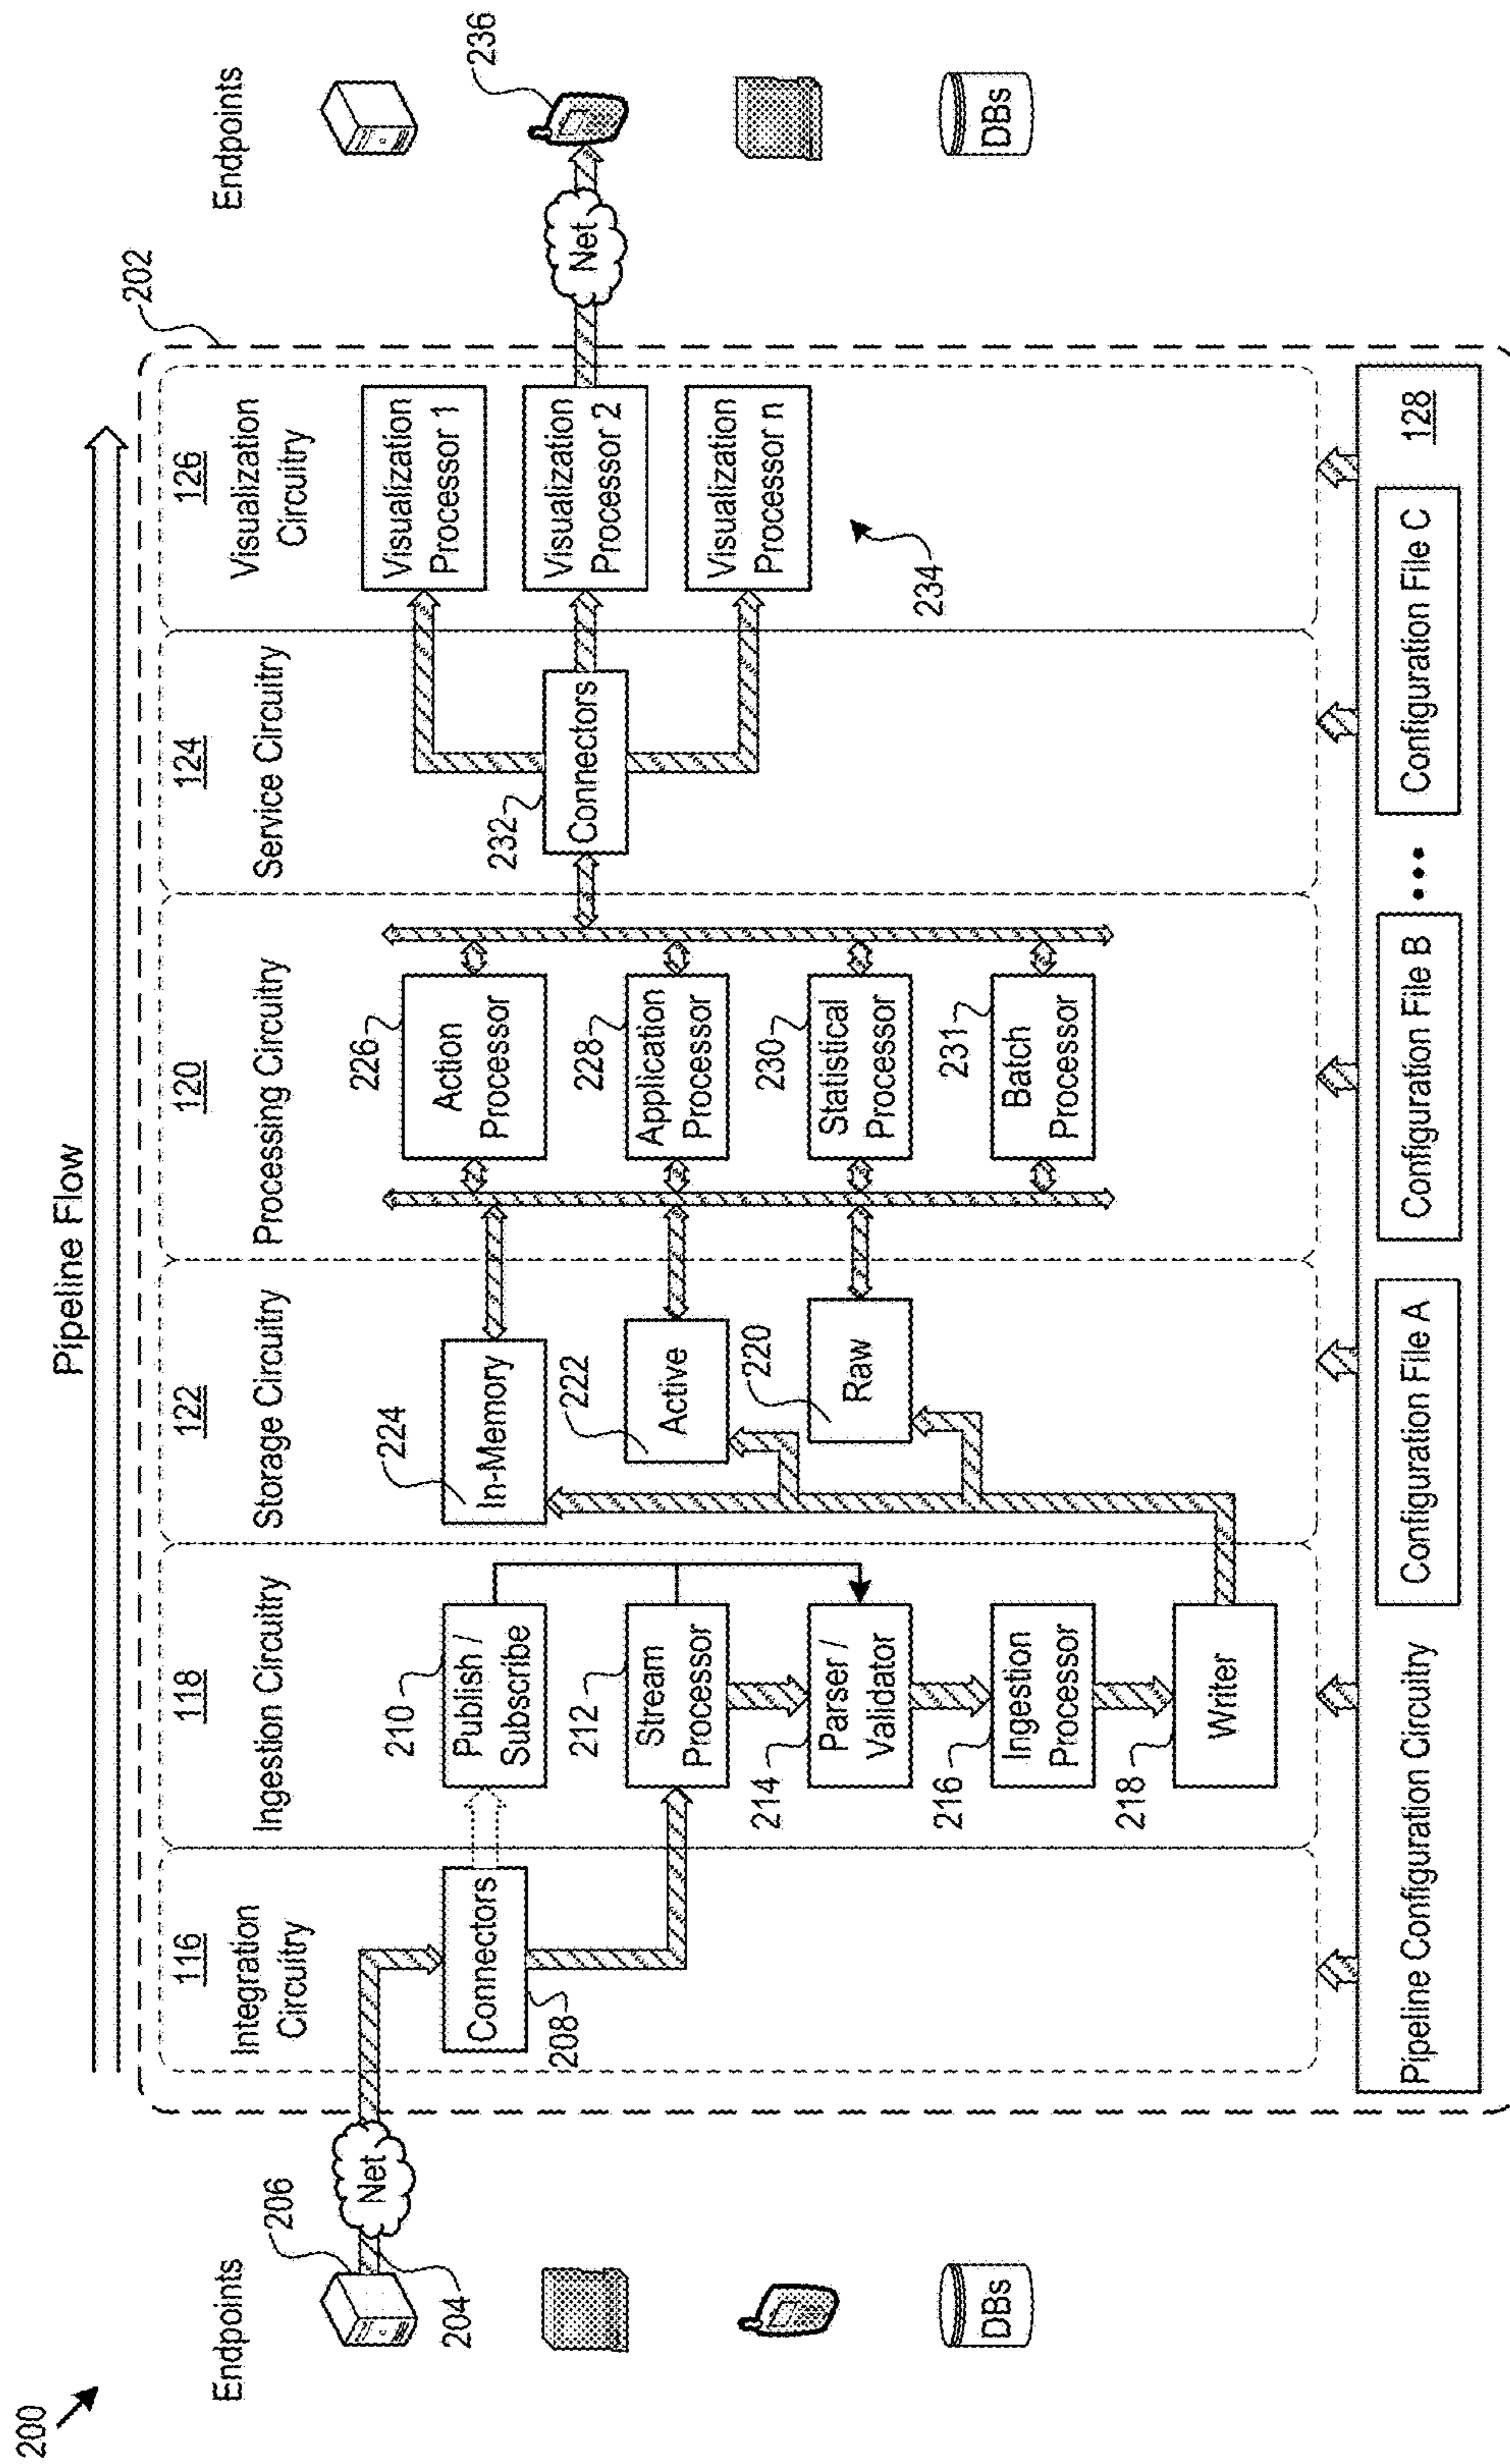 200
Pipeline Flow
202
Endpoints
206
204
Net
DBs
116
Integration
Circuitry
Connectors
208
118
Ingestion Circuitry
210
Publish /
Subscribe
212
Stream
Processor
214
Parser /
Validator
216
Ingestion
Processor
218
Writer
122
Storage Circuitry
224
In-Memory
222
Active
220
Raw
120
Processing Circuitry
226
Action
Processor
228
Application
Processor
230
Statistical
Processor
231
Batch
Processor
124
Service Circuitry
232
Connectors
126
Visualization
Circuitry
Visualization
Processor 1
Visualization
Processor 2
Visualization
Processor n
234
Endpoints
Net
236
DBs
Pipeline Configuration Circuitry
Configuration File A
Configuration File B
•••
Configuration File C
128